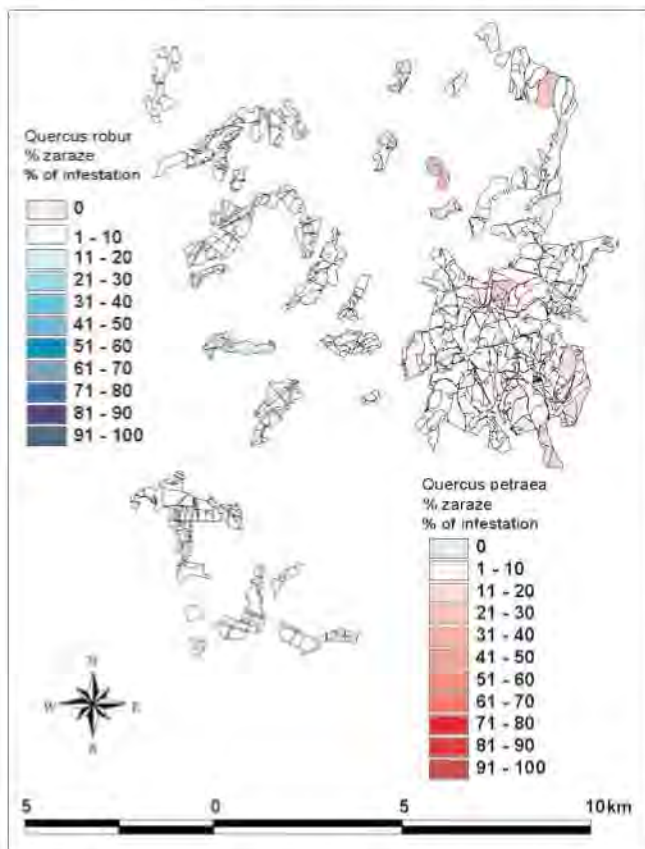 Quercus robur
% zaraze
% of infestation
0
1 - 10
11 - 20
21 - 30
31 - 40
41 - 50
51 - 60
61 - 70
71 - 80
81 - 90
91 - 100
Quercus petraea
% zaraze
% of infestation
0
1 - 10
11 - 20
21 - 30
31 - 40
41 - 50
51 - 60
61 - 70
71 - 80
81 - 90
91 - 100
N
W E
S
5 0 5 10 km